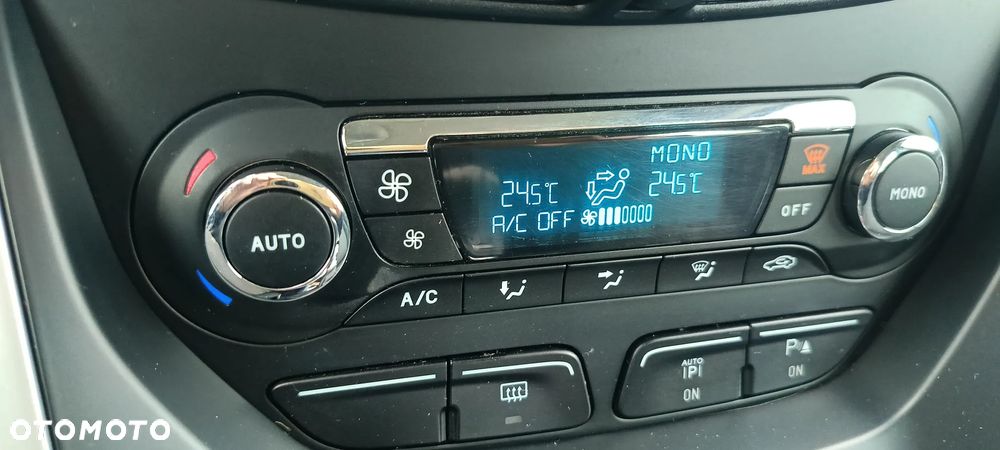 MONO
24.5°C 24.5°C
A/C OFF
MAX
OFF
AUTO
MONO
A/C
AUTO
P
ON
P
ON
OTOMOTO